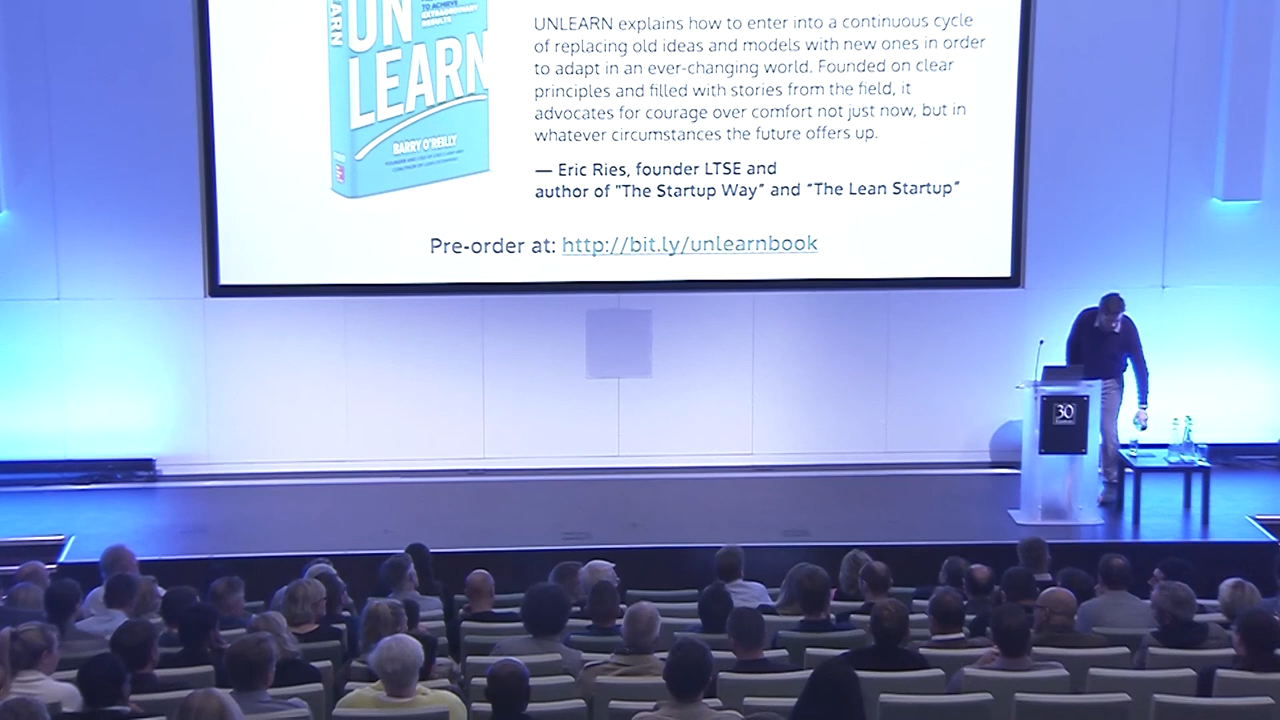 TO ACHIEVE
EXTRAORDINARY
RESULTS
UN
LEARN
BARRY O'REILLY
UNLEARN explains how to enter into a continuous cycle
of replacing old ideas and models with new ones in order
to adapt in an ever-changing world. Founded on clear
principles and filled with stories from the field, it
advocates for courage over comfort not just now, but in
whatever circumstances the future offers up.
— Eric Ries, founder LTSE and
author of "The Startup Way” and “The Lean Startup”
Pre-order at: http://bit.ly/unlearnbook
30